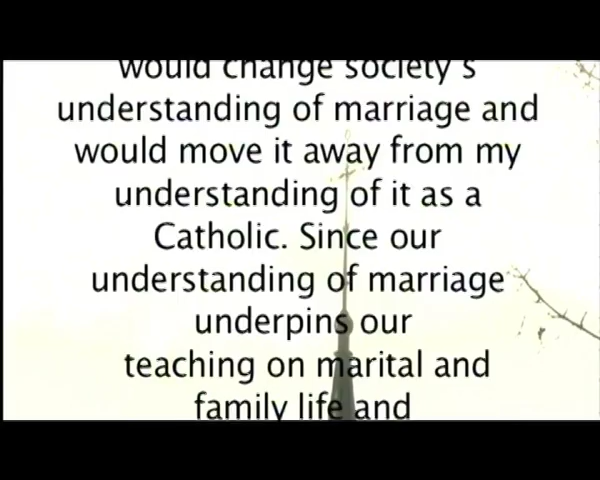 would change society's
understanding of marriage and
would move it away from my
understanding of it as a
Catholic. Since our
understanding of marriage
underpins our
teaching on marital and
family life and